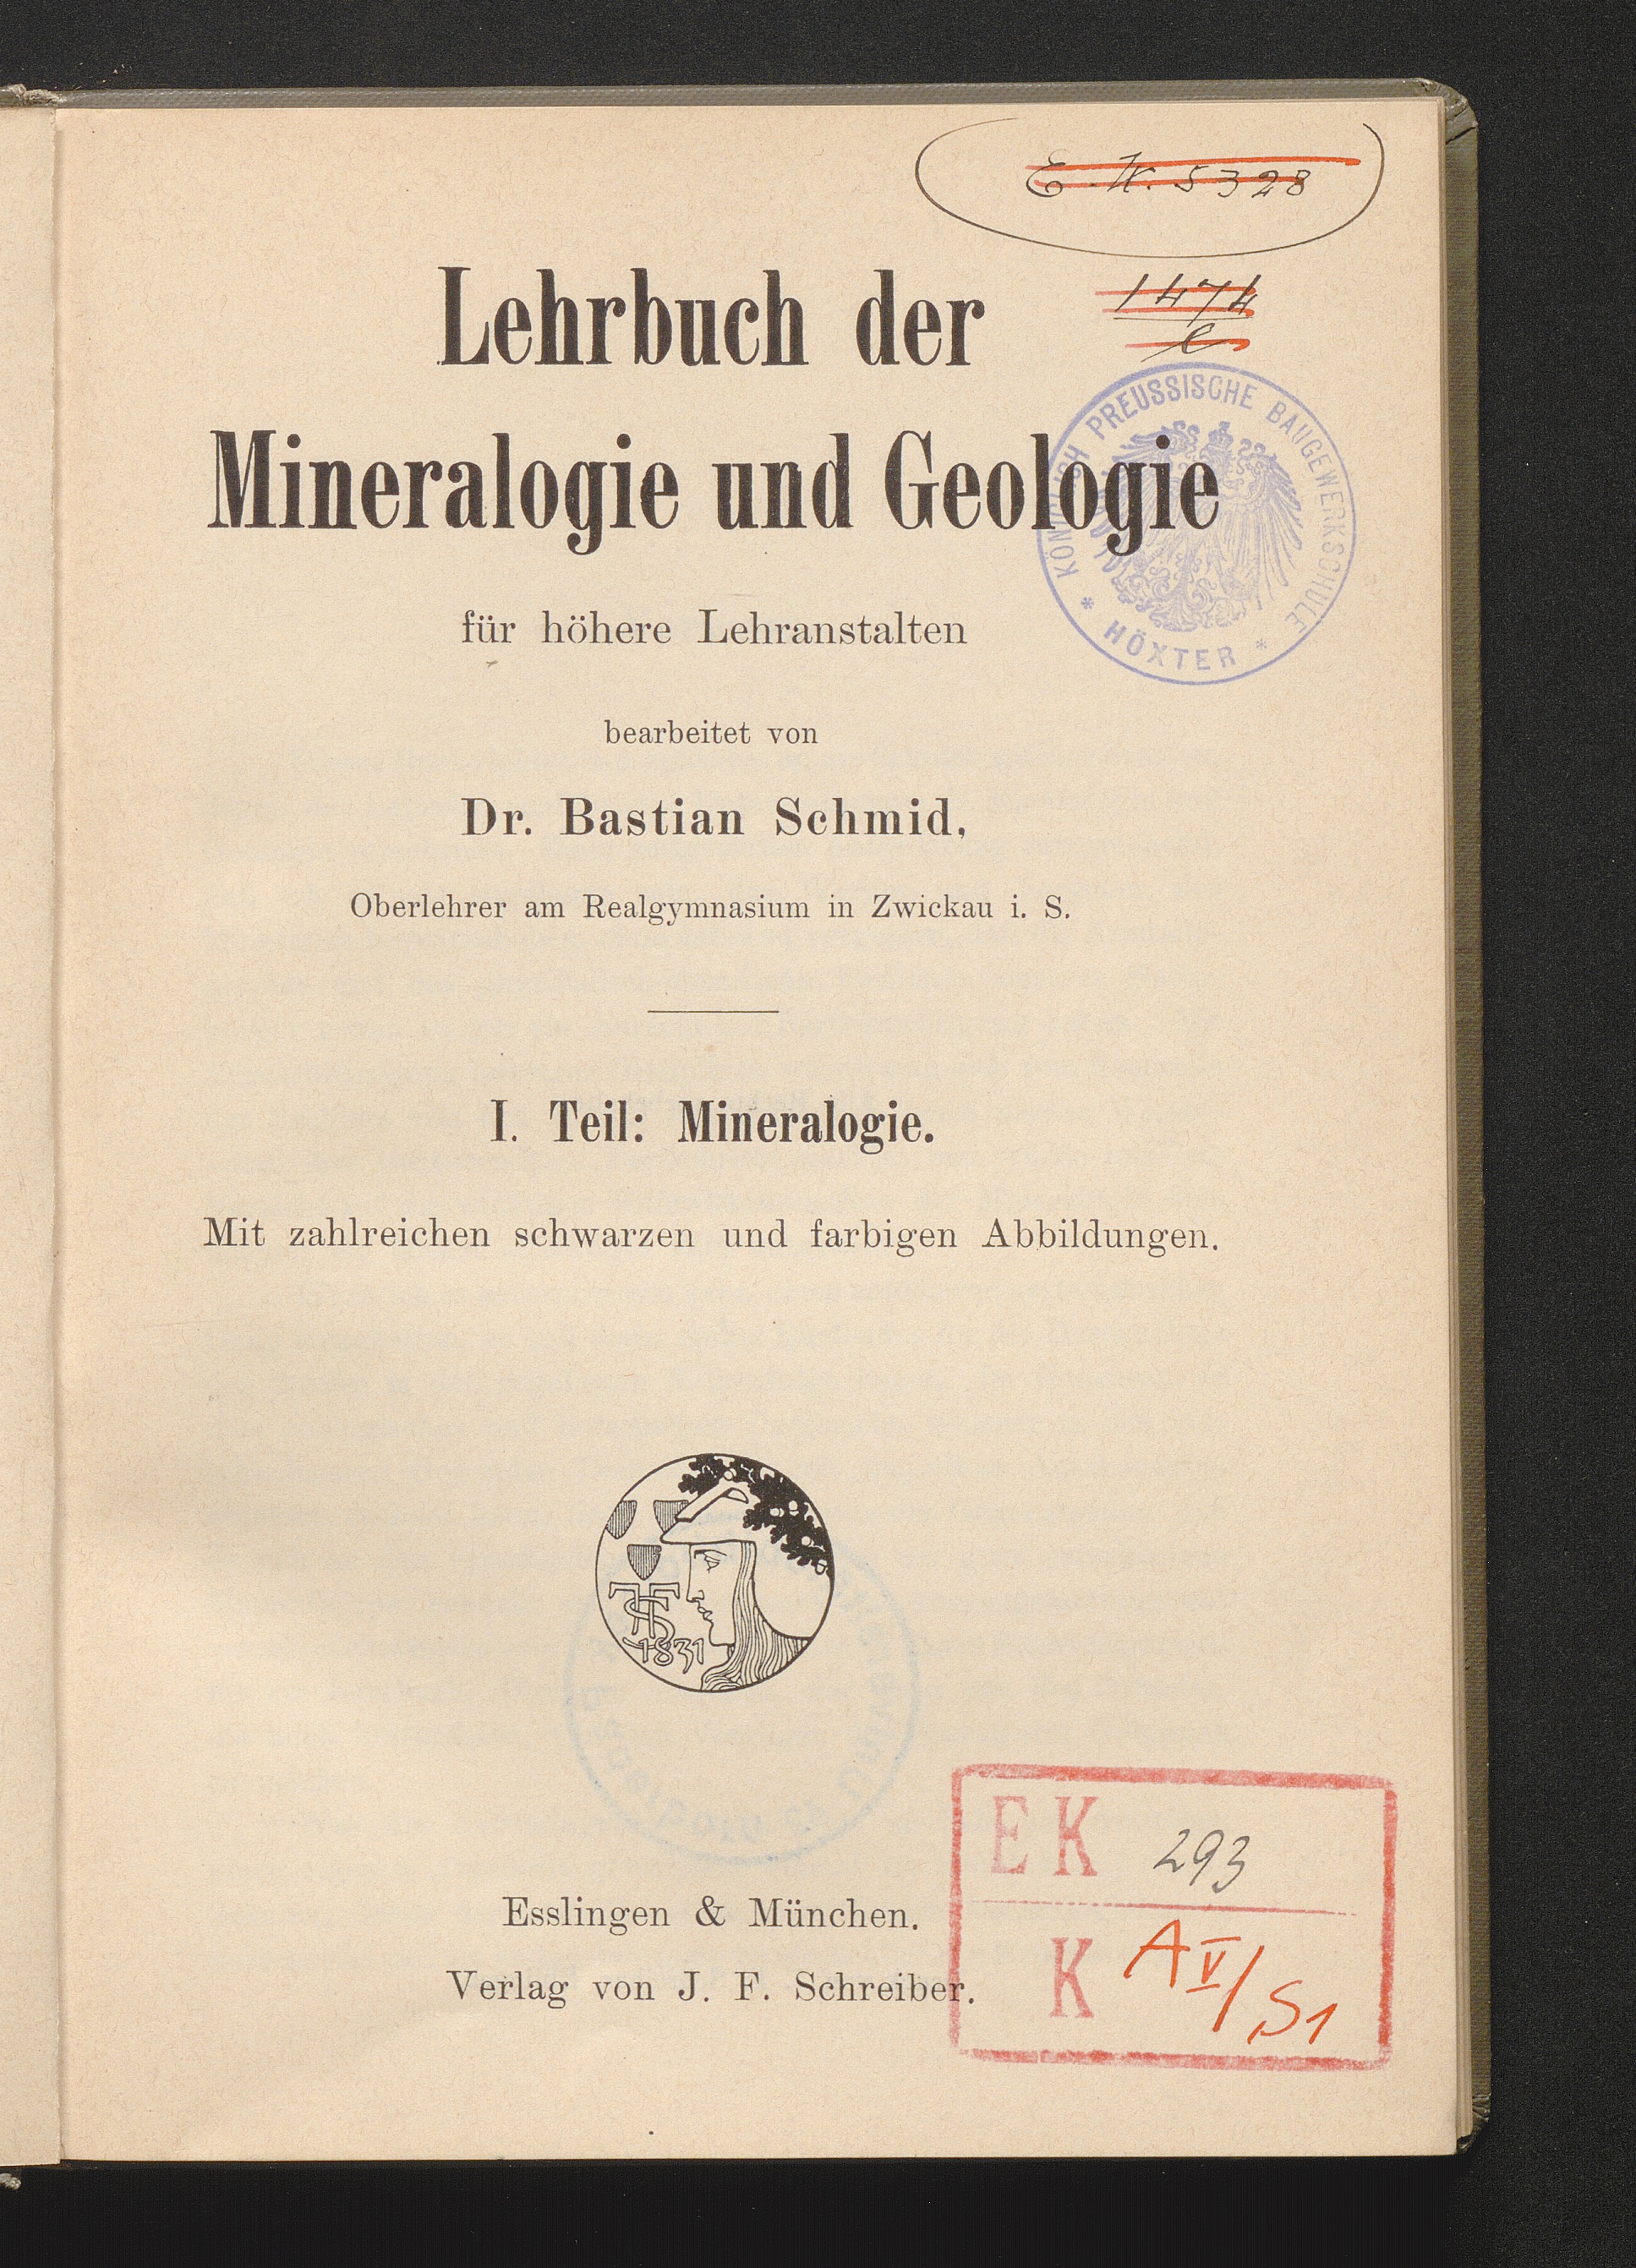 E. K. 5328
Lehrbuch der
1474
e
KÖNIGLICH PREUSSISCHE BAUGEWERKSCHULE
* HÖXTER *
Mineralogie und Geologie
für höhere Lehranstalten
bearbeitet von
Dr. Bastian Schmid,
Oberlehrer am Realgymnasium in Zwickau i. S.
I. Teil: Mineralogie.
Mit zahlreichen schwarzen und farbigen Abbildungen.
1831
Esslingen & München.
Verlag von J. F. Schreiber.
EK 293
K A V/S1